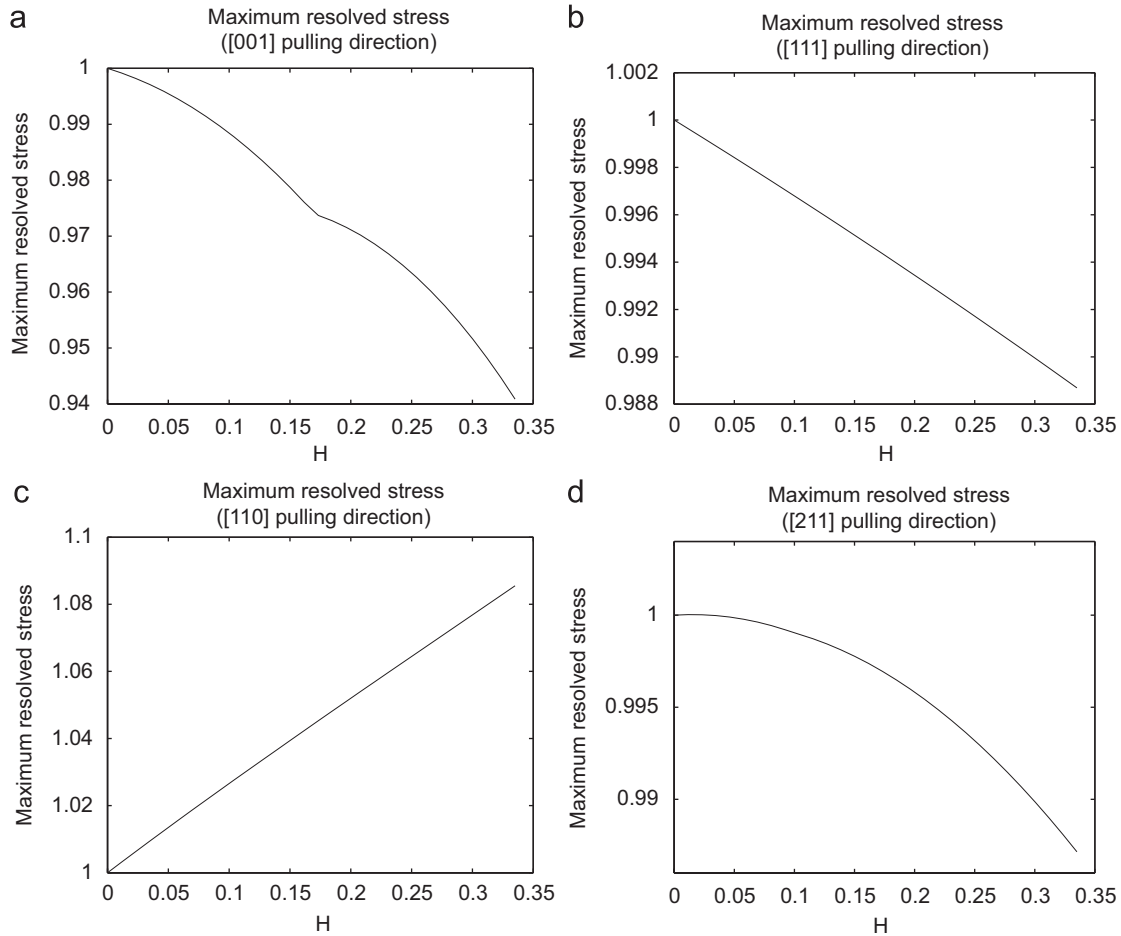 a
Maximum resolved stress
([001] pulling direction)
Maximum resolved stress
1
0.99
0.98
0.97
0.96
0.95
0.94
0 0.05 0.1 0.15 0.2 0.25 0.3 0.35
H
b
Maximum resolved stress
([111] pulling direction)
Maximum resolved stress
1.002
1
0.998
0.996
0.994
0.992
0.99
0.988
0 0.05 0.1 0.15 0.2 0.25 0.3 0.35
H
c
Maximum resolved stress
([110] pulling direction)
Maximum resolved stress
1.1
1.08
1.06
1.04
1.02
1
0 0.05 0.1 0.15 0.2 0.25 0.3 0.35
H
d
Maximum resolved stress
([211] pulling direction)
Maximum resolved stress
1
0.995
0.99
0 0.05 0.1 0.15 0.2 0.25 0.3 0.35
H